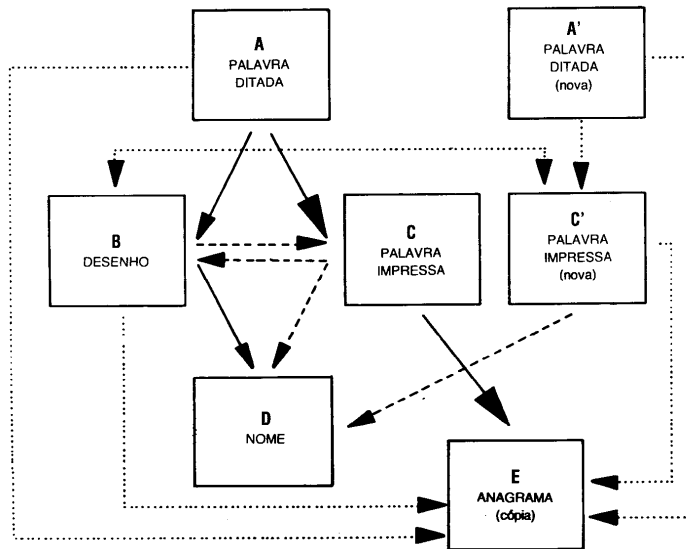 A
PALAVRA
DITADA
A'
PALAVRA
DITADA
(nova)
B
DESENHO
C
PALAVRA
IMPRESSA
C'
PALAVRA
IMPRESSA
(nova)
D
NOME
E
ANAGRAMA
(cópia)